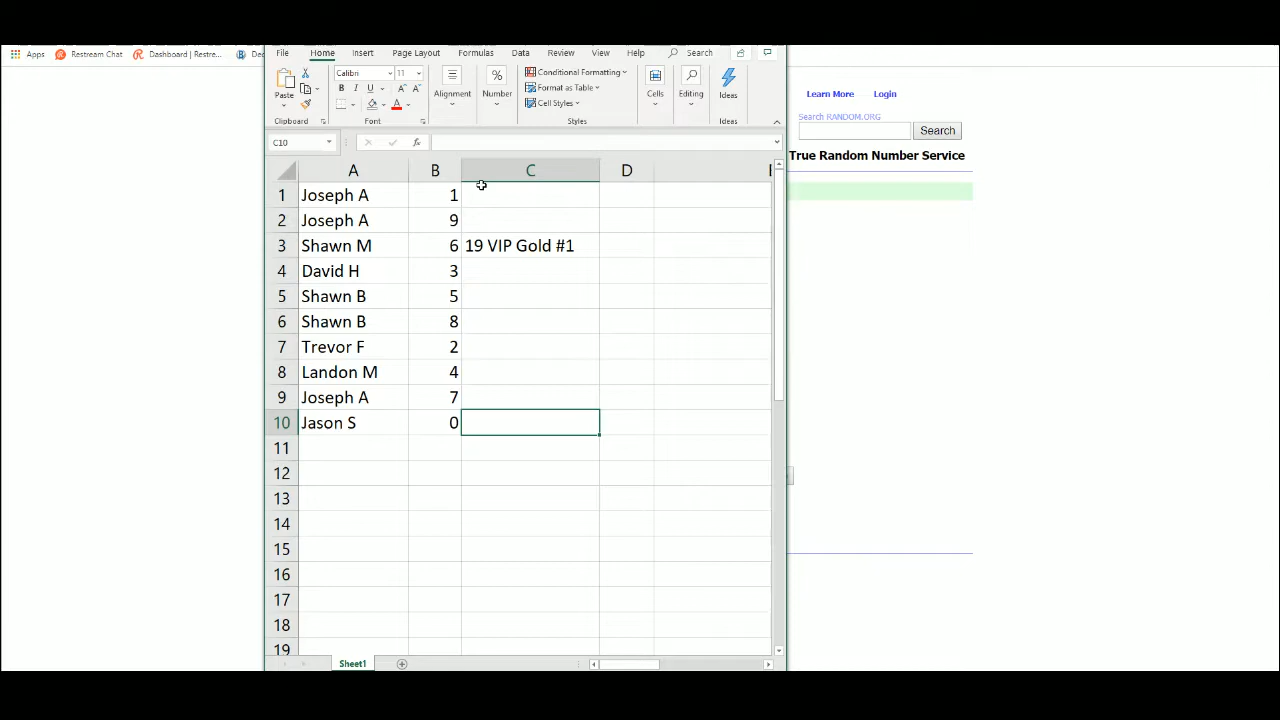 Apps Restream Chat Dashboard | Restre...
File Home Insert Page Layout Formulas Data Review View Help Search
Learn More Login
Calibri 11
Conditional Formatting
Search RANDOM.ORG
B I U A A
Format as Table
Search
Paste Alignment Number Cell Styles Cells Editing Ideas
Clipboard Font Styles Ideas
C10 fx
True Random Number Service
A B C D
1 Joseph A 1
2 Joseph A 9
3 Shawn M 6 19 VIP Gold #1
4 David H 3
5 Shawn B 5
6 Shawn B 8
7 Trevor F 2
8 Landon M 4
9 Joseph A 7
10 Jason S 0
11
12
13
14
15
16
17
18
19
Sheet1